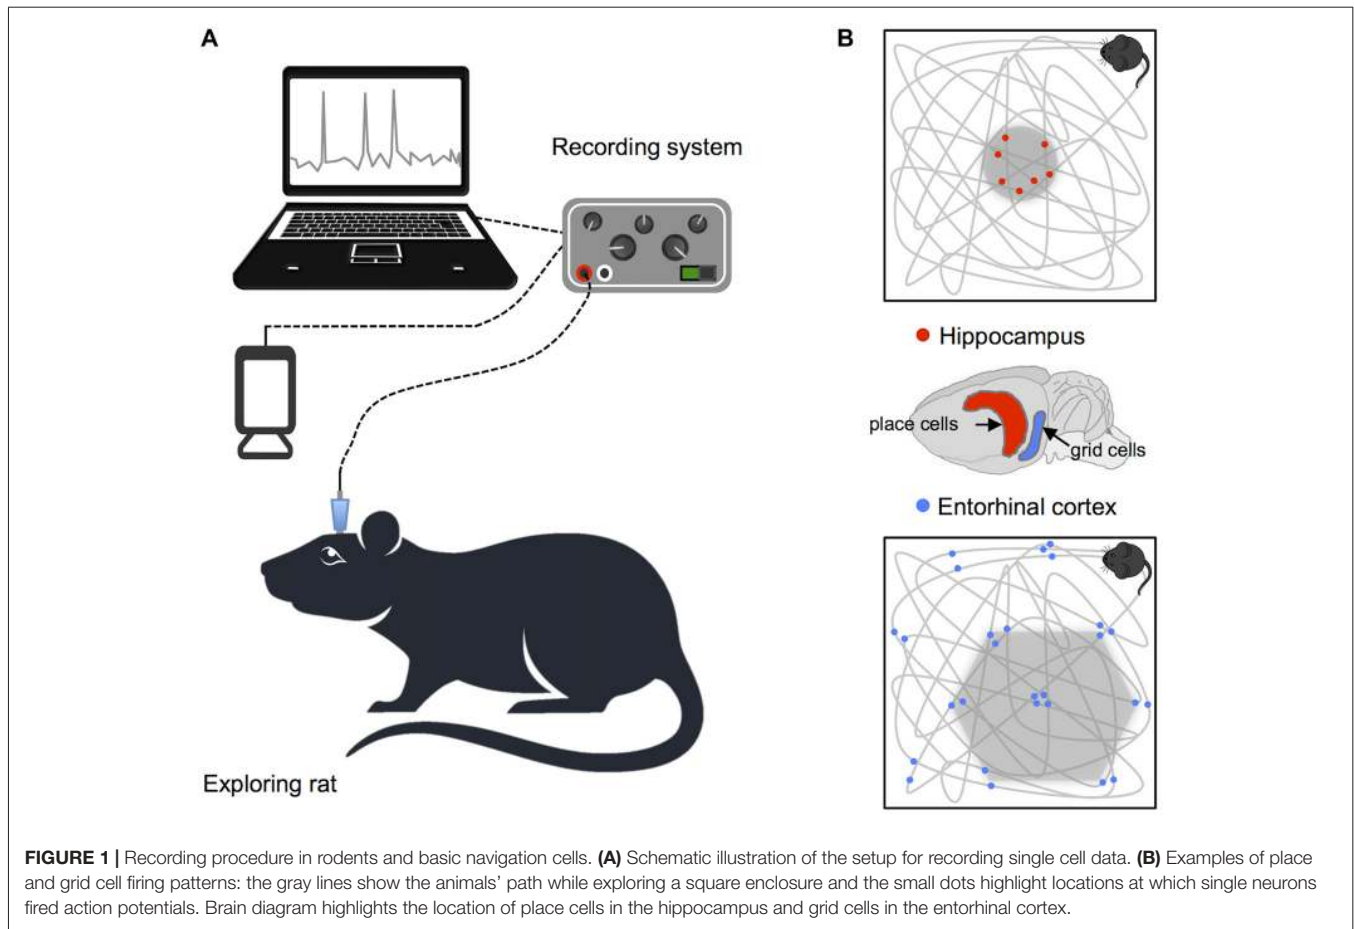 A
Recording system
Exploring rat
B
Hippocampus
place cells
grid cells
Entorhinal cortex
FIGURE 1 | Recording procedure in rodents and basic navigation cells. (A) Schematic illustration of the setup for recording single cell data. (B) Examples of place
and grid cell firing patterns: the gray lines show the animals’ path while exploring a square enclosure and the small dots highlight locations at which single neurons
fired action potentials. Brain diagram highlights the location of place cells in the hippocampus and grid cells in the entorhinal cortex.